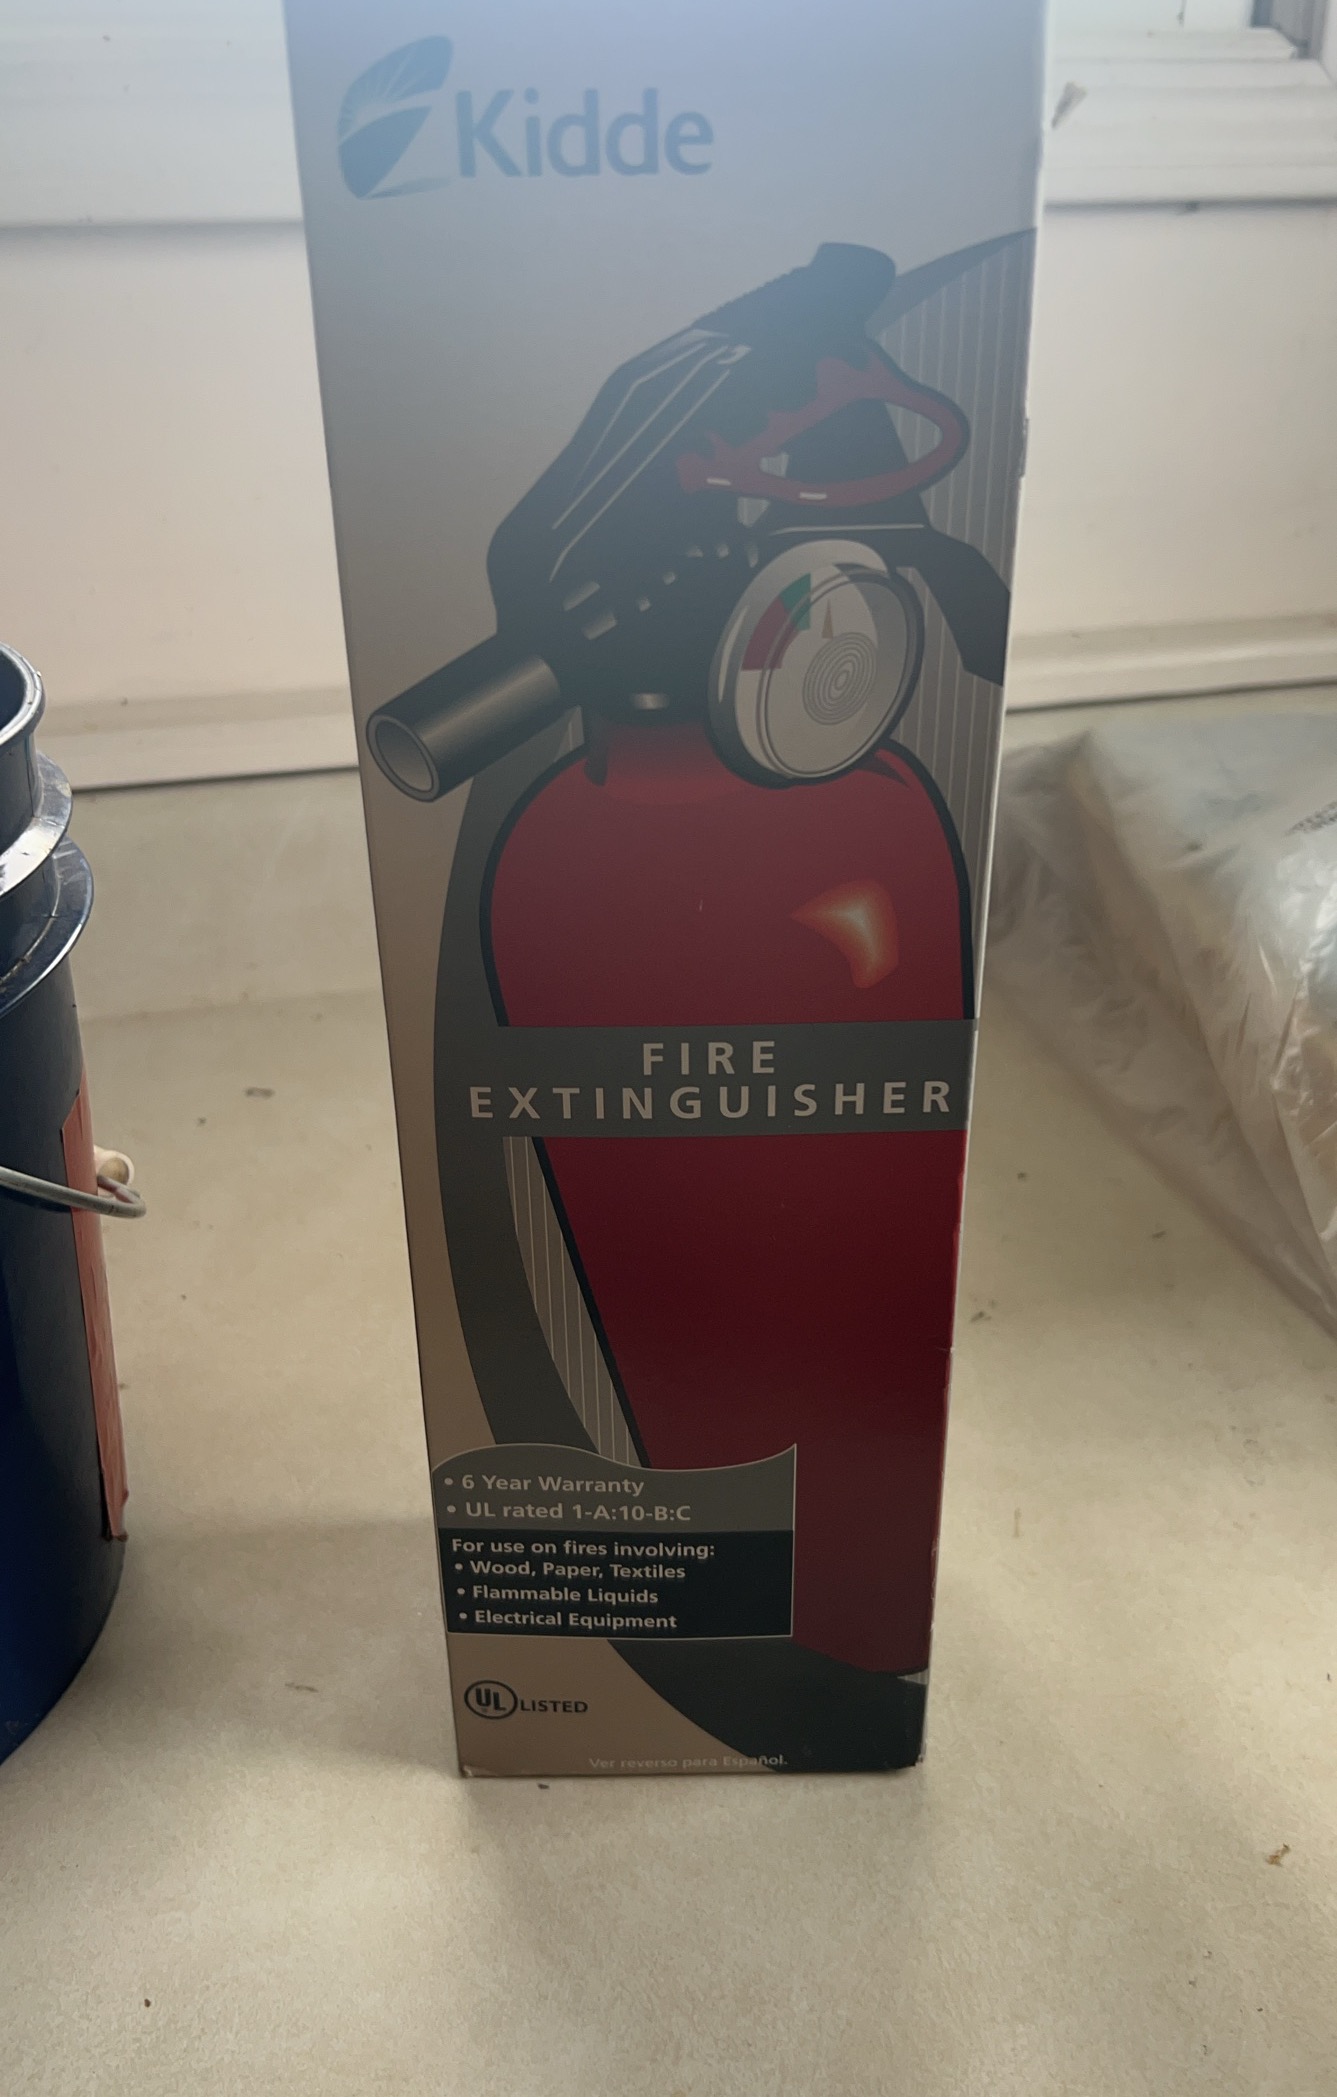 Kidde
FIRE
EXTINGUISHER
• 6 Year Warranty
• UL rated 1-A:10-B:C
For use on fires involving:
• Wood, Paper, Textiles
• Flammable Liquids
• Electrical Equipment
UL LISTED
Ver reverso para Español.